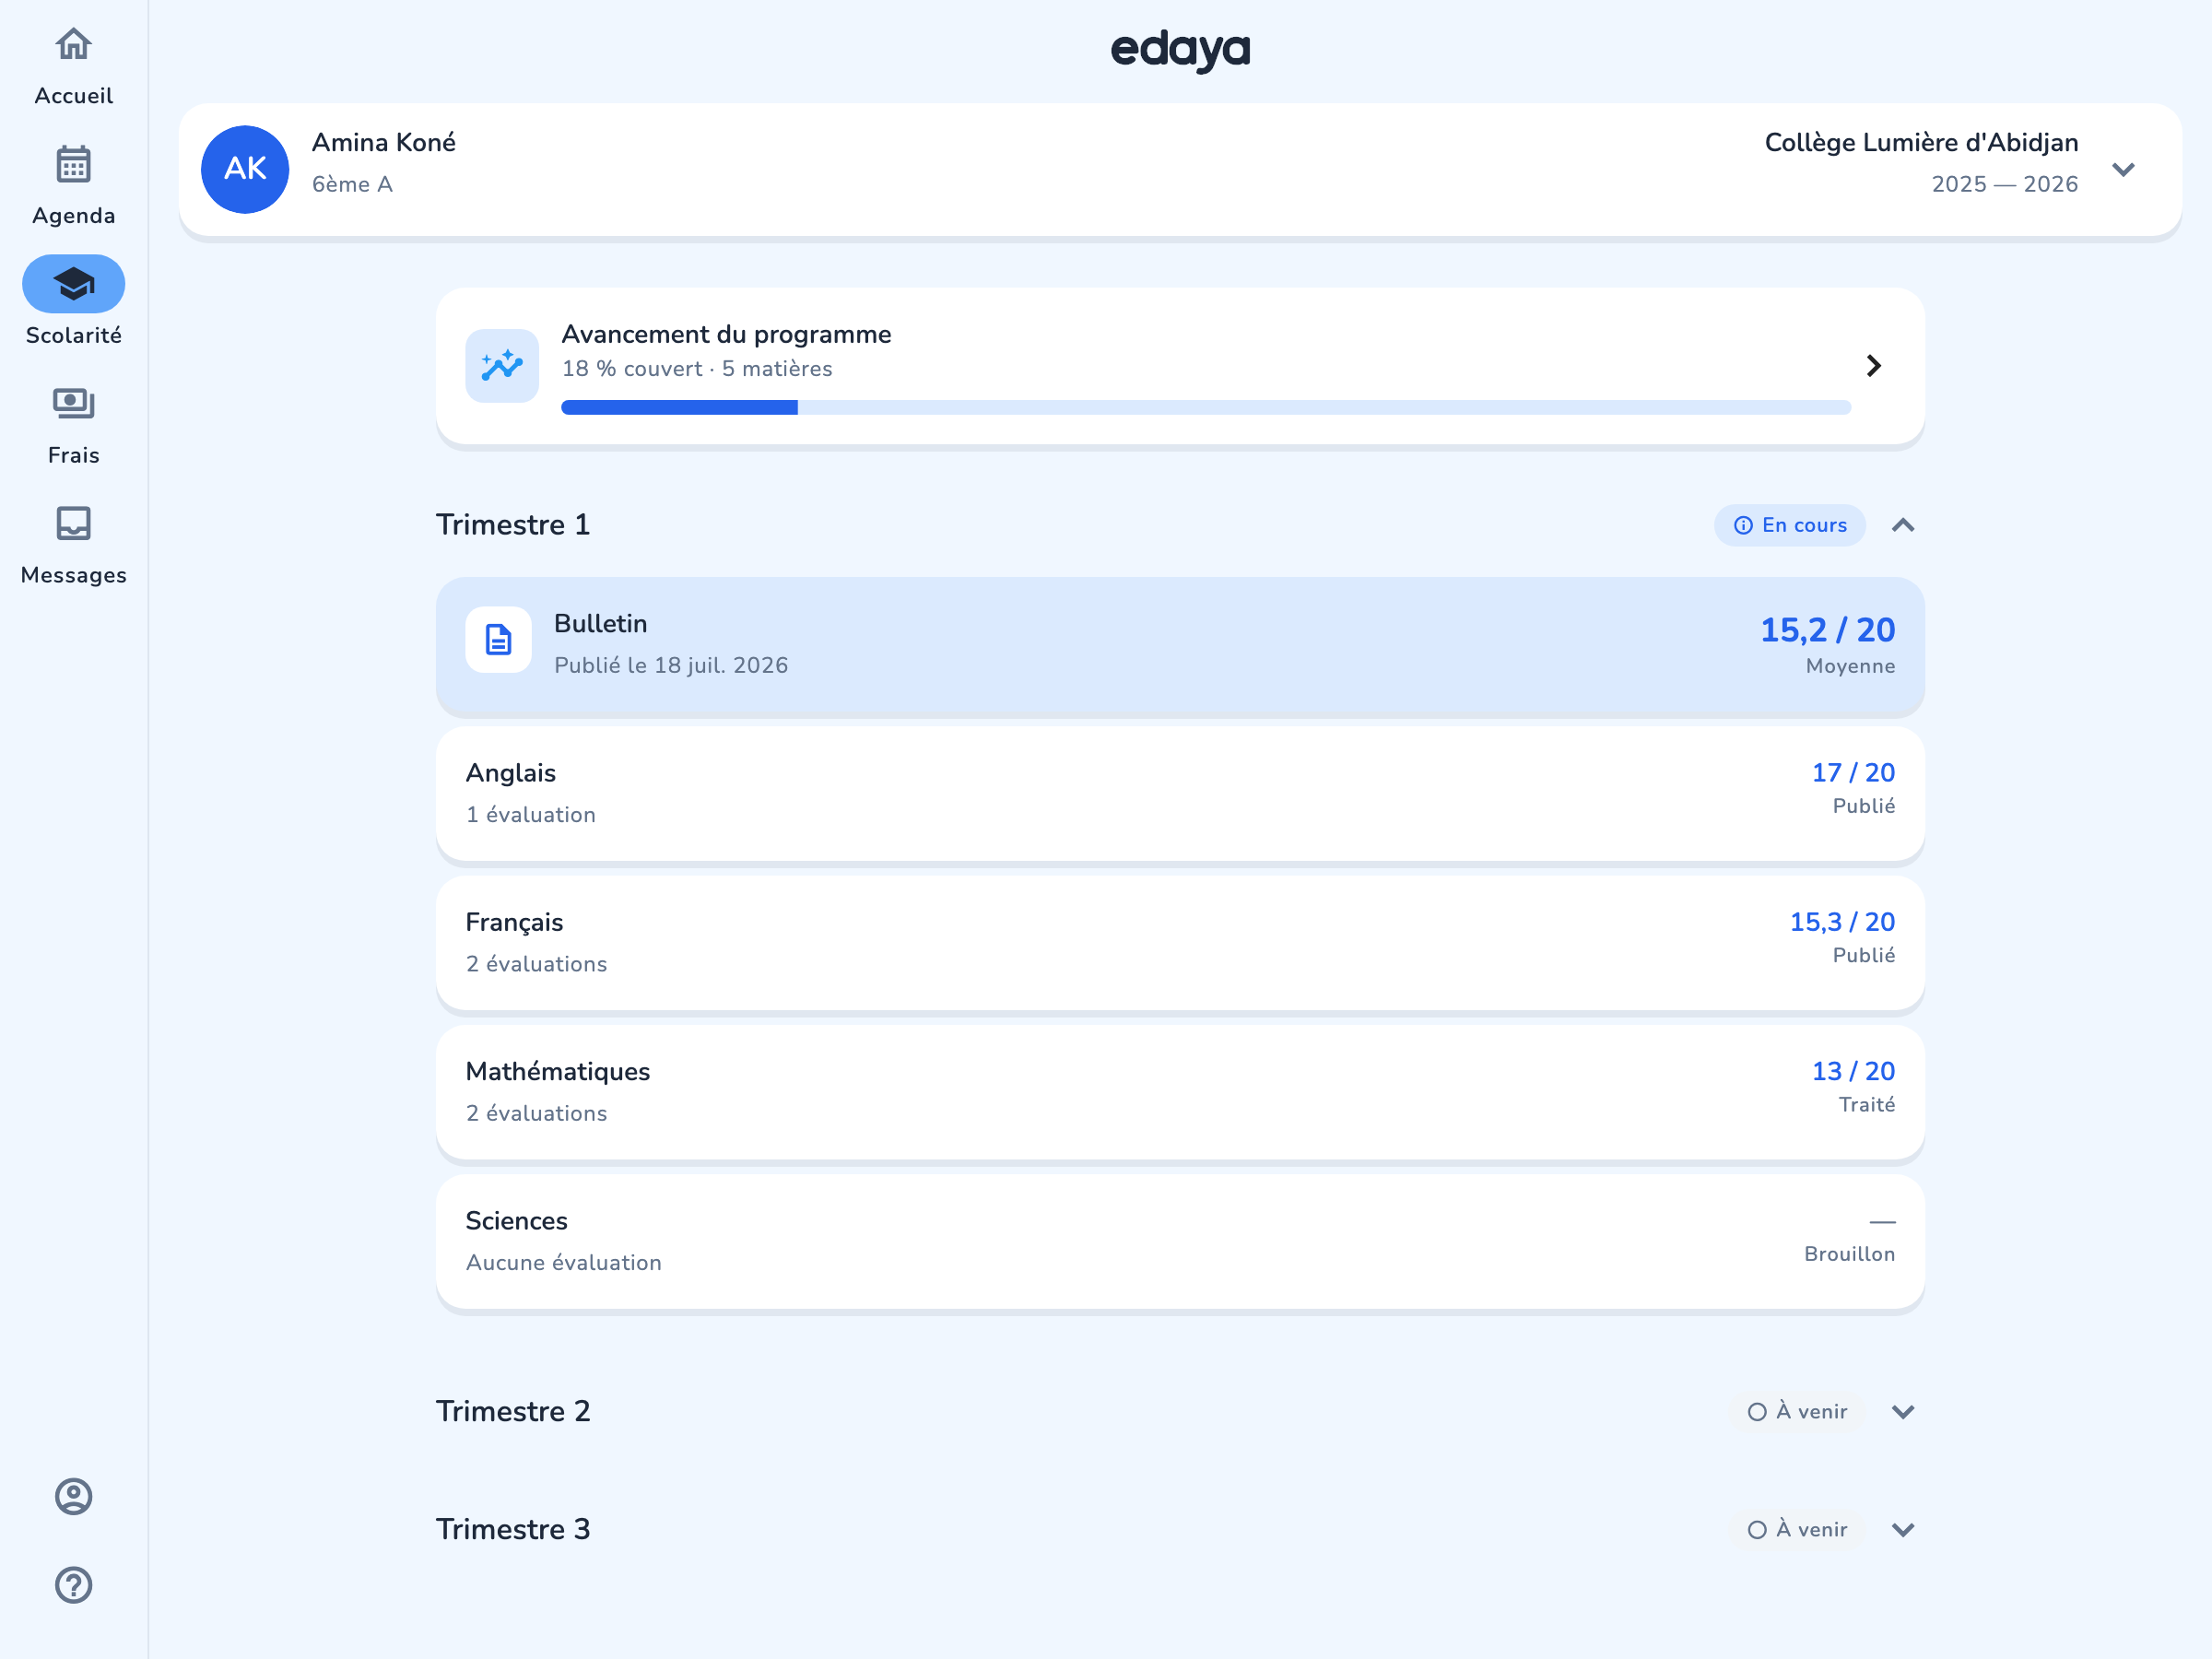 edaya
Accueil
Agenda
Scolarité
Frais
Messages
AK
Amina Koné
6ème A
Collège Lumière d'Abidjan
2025 — 2026
Avancement du programme
18 % couvert · 5 matières
Trimestre 1
En cours
Bulletin
Publié le 18 juil. 2026
15,2 / 20
Moyenne
Anglais
1 évaluation
17 / 20
Publié
Français
2 évaluations
15,3 / 20
Publié
Mathématiques
2 évaluations
13 / 20
Traité
Sciences
Aucune évaluation
—
Brouillon
Trimestre 2
À venir
Trimestre 3
À venir